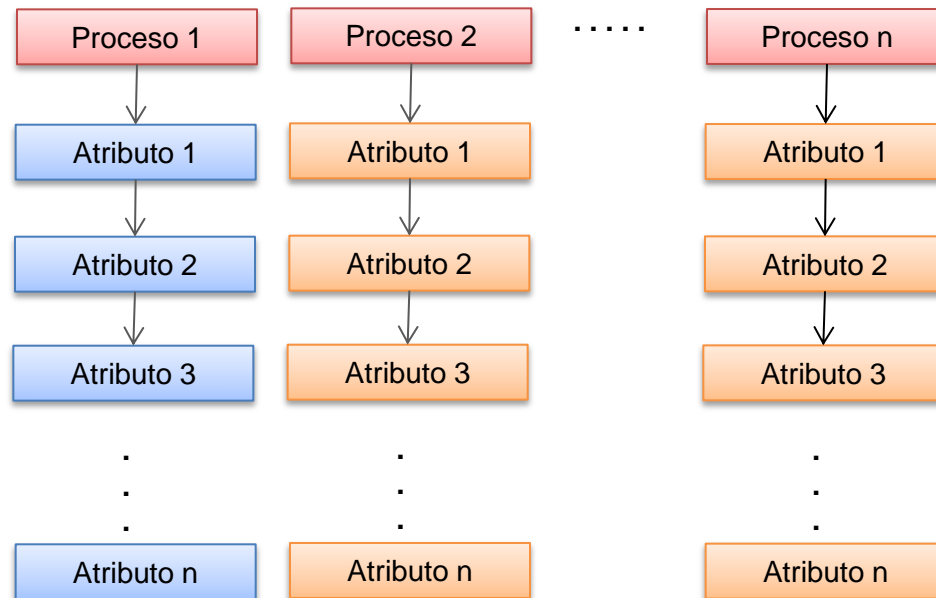 Proceso 1
Proceso 2
.....
Proceso n
Atributo 1
Atributo 1
Atributo 1
Atributo 2
Atributo 2
Atributo 2
Atributo 3
Atributo 3
Atributo 3
. . .
. . .
. . .
Atributo n
Atributo n
Atributo n